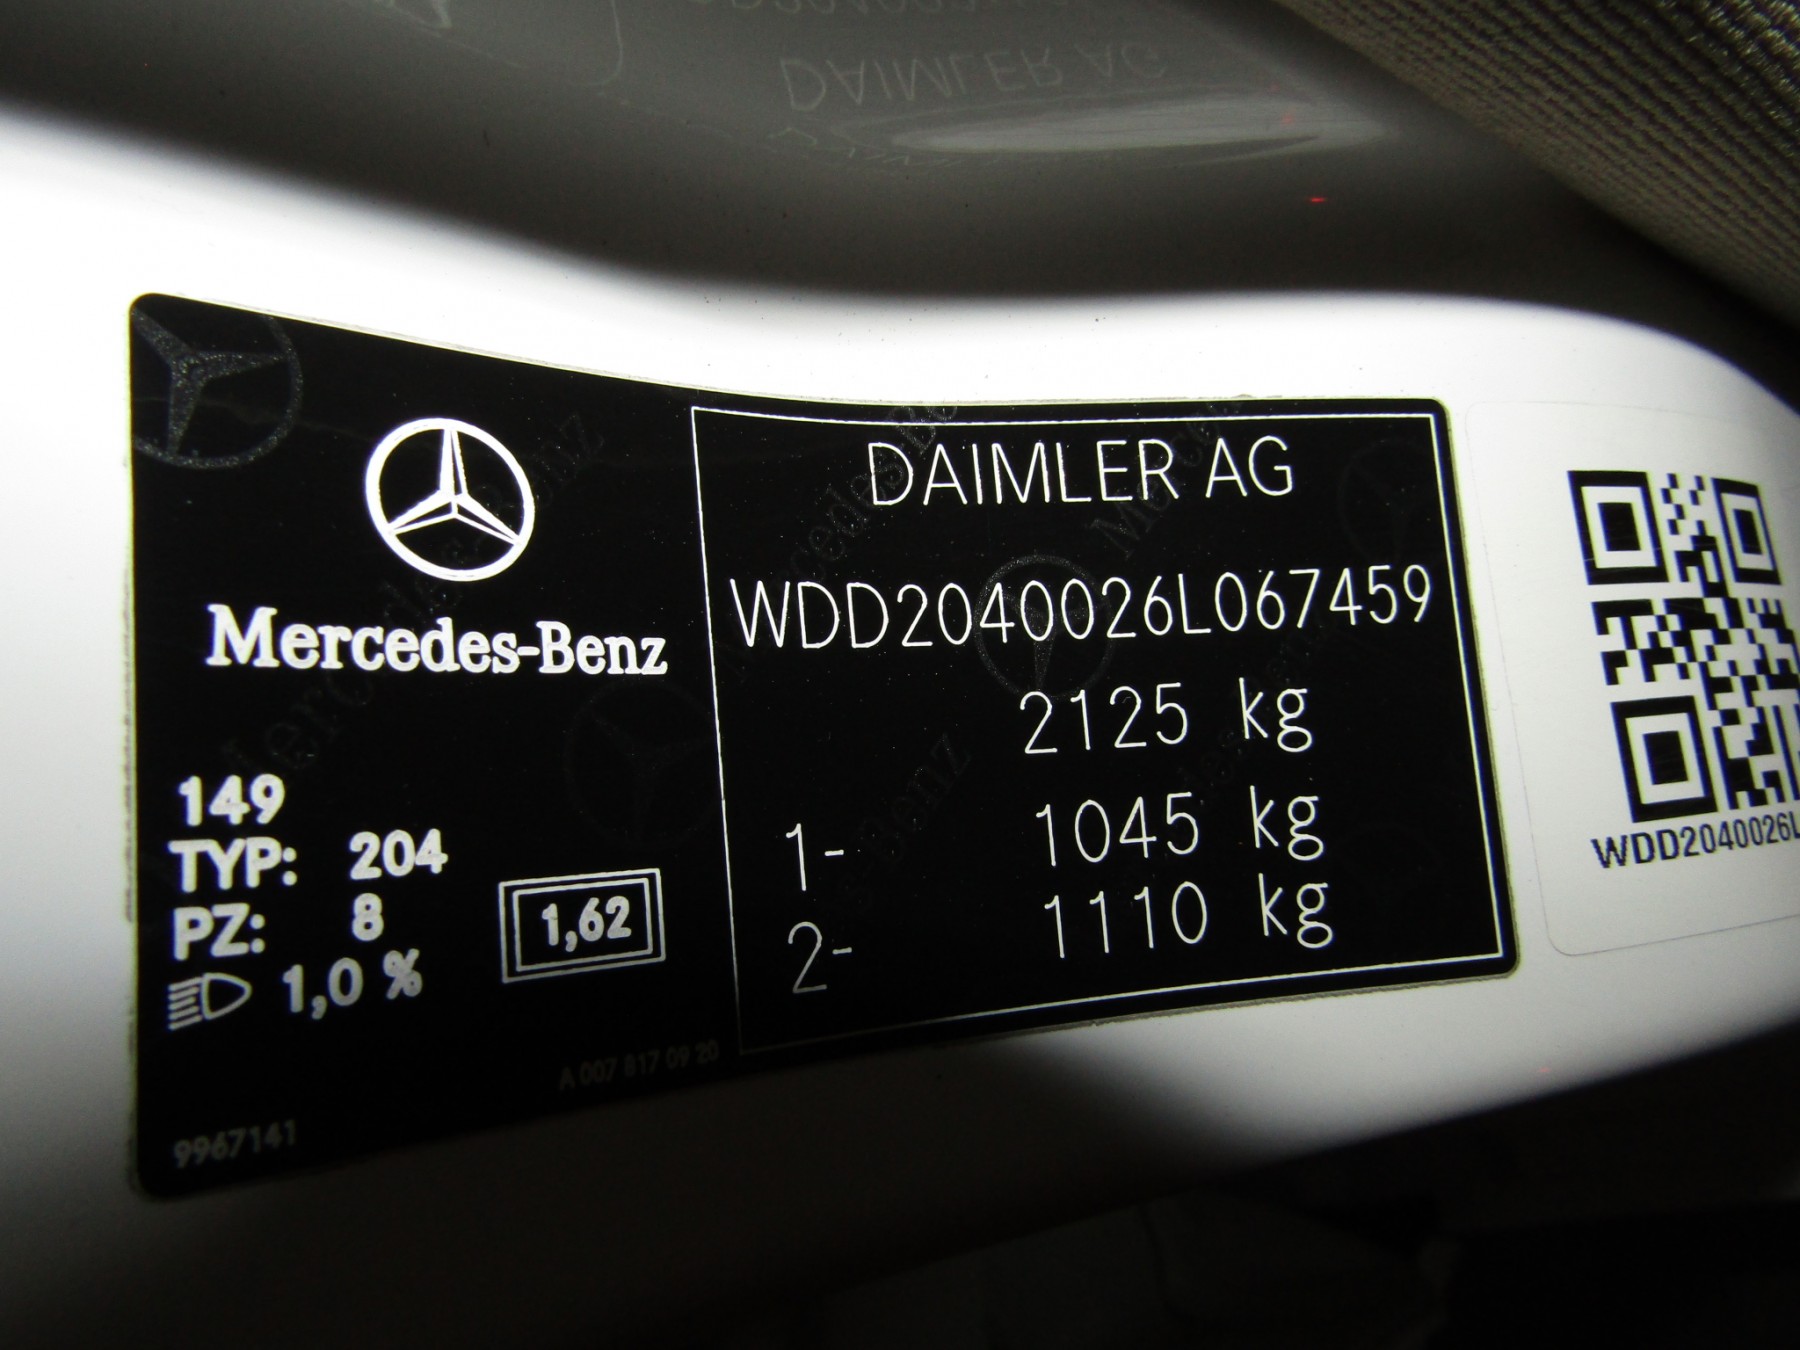 DAIMLER AG
Mercedes-Benz
149
TYP: 204
PZ: 8
1,0 %
1,62
A 007 817 09 20
9967141
DAIMLER AG
WDD2040026L067459
2125 kg
1- 1045 kg
2- 1110 kg
WDD2040026L